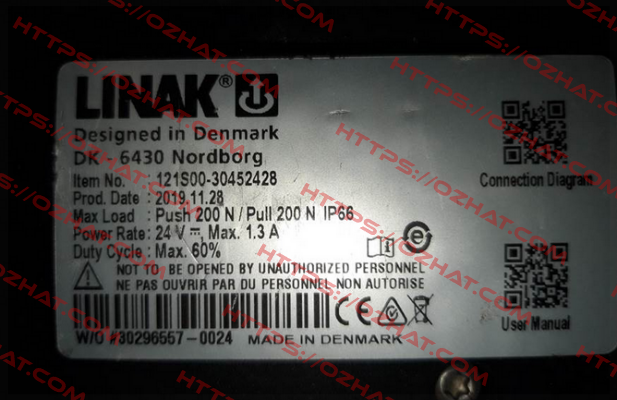 LINAK®
Designed in Denmark
DK - 6430 Nordborg
Item No. : 121S00-30452428
Prod. Date : 2019.11.28
Max Load : Push 200 N / Pull 200 N IP66
Power Rate: 24 V Max. 1.3 A
Duty Cycle : Max. 60%
NOT TO BE OPENED BY UNAUTHORIZED PERSONNEL
NE PAS OUVRIR PAR DU PERSONNEL NON AUTORISE
W/O #30296557-0024 MADE IN DENMARK
Connection Diagram
User Manual
CE
HTTPS://OZHAT.COM